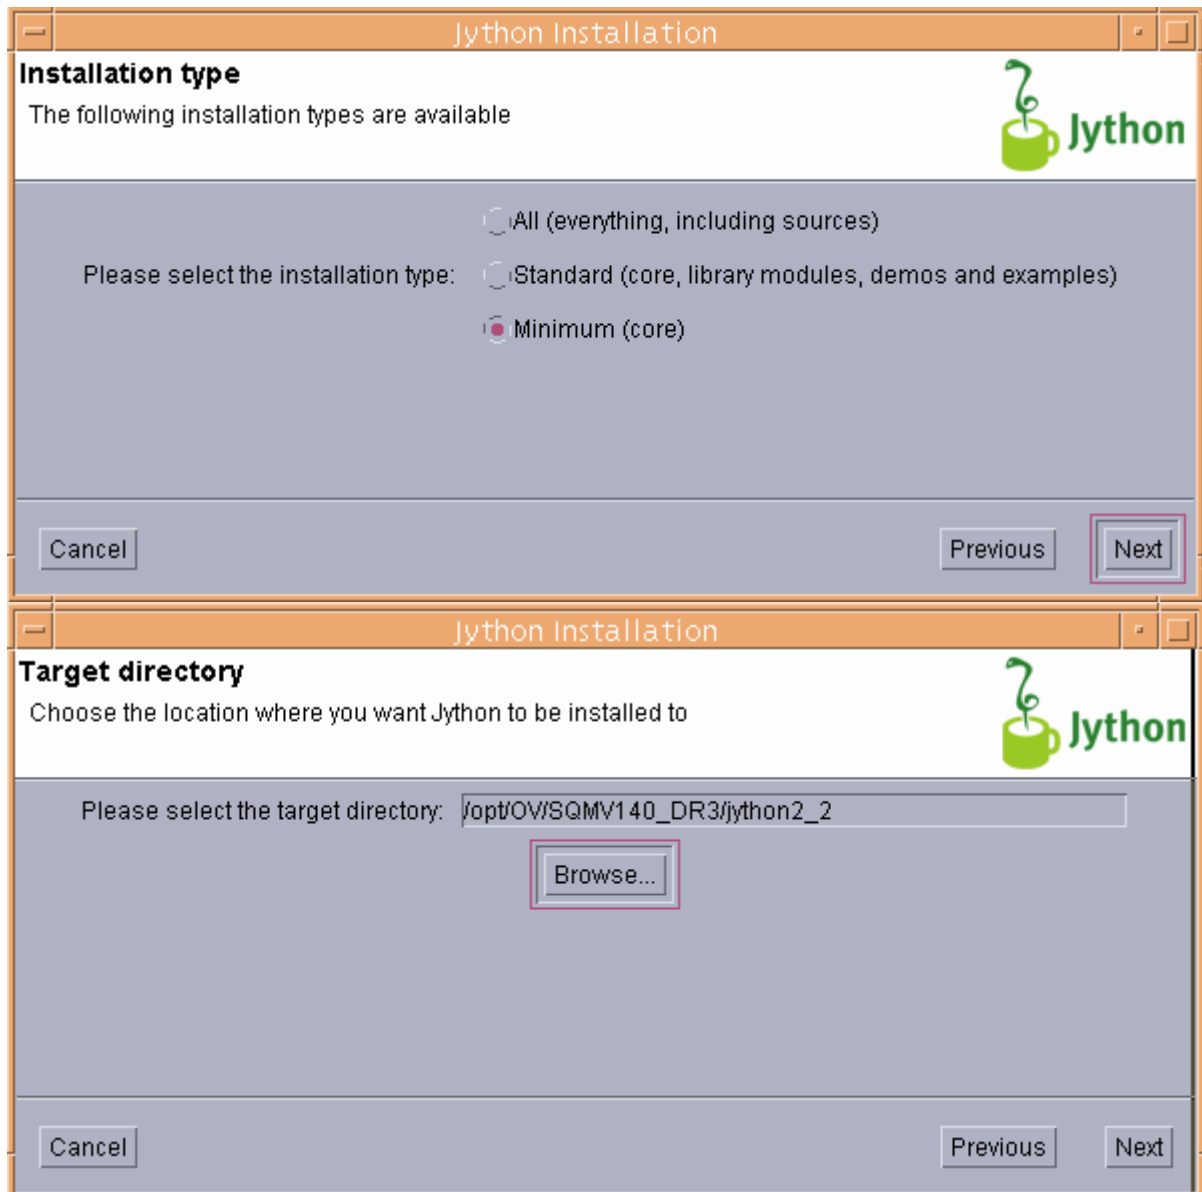 Jython Installation
Installation type
The following installation types are available
Jython
All (everything, including sources)
Please select the installation type:
Standard (core, library modules, demos and examples)
Minimum (core)
Cancel
Previous
Next
Jython Installation
Target directory
Choose the location where you want Jython to be installed to
Jython
Please select the target directory: /opt/OV/SQMV140_DR3/jython2_2
Browse...
Cancel
Previous
Next